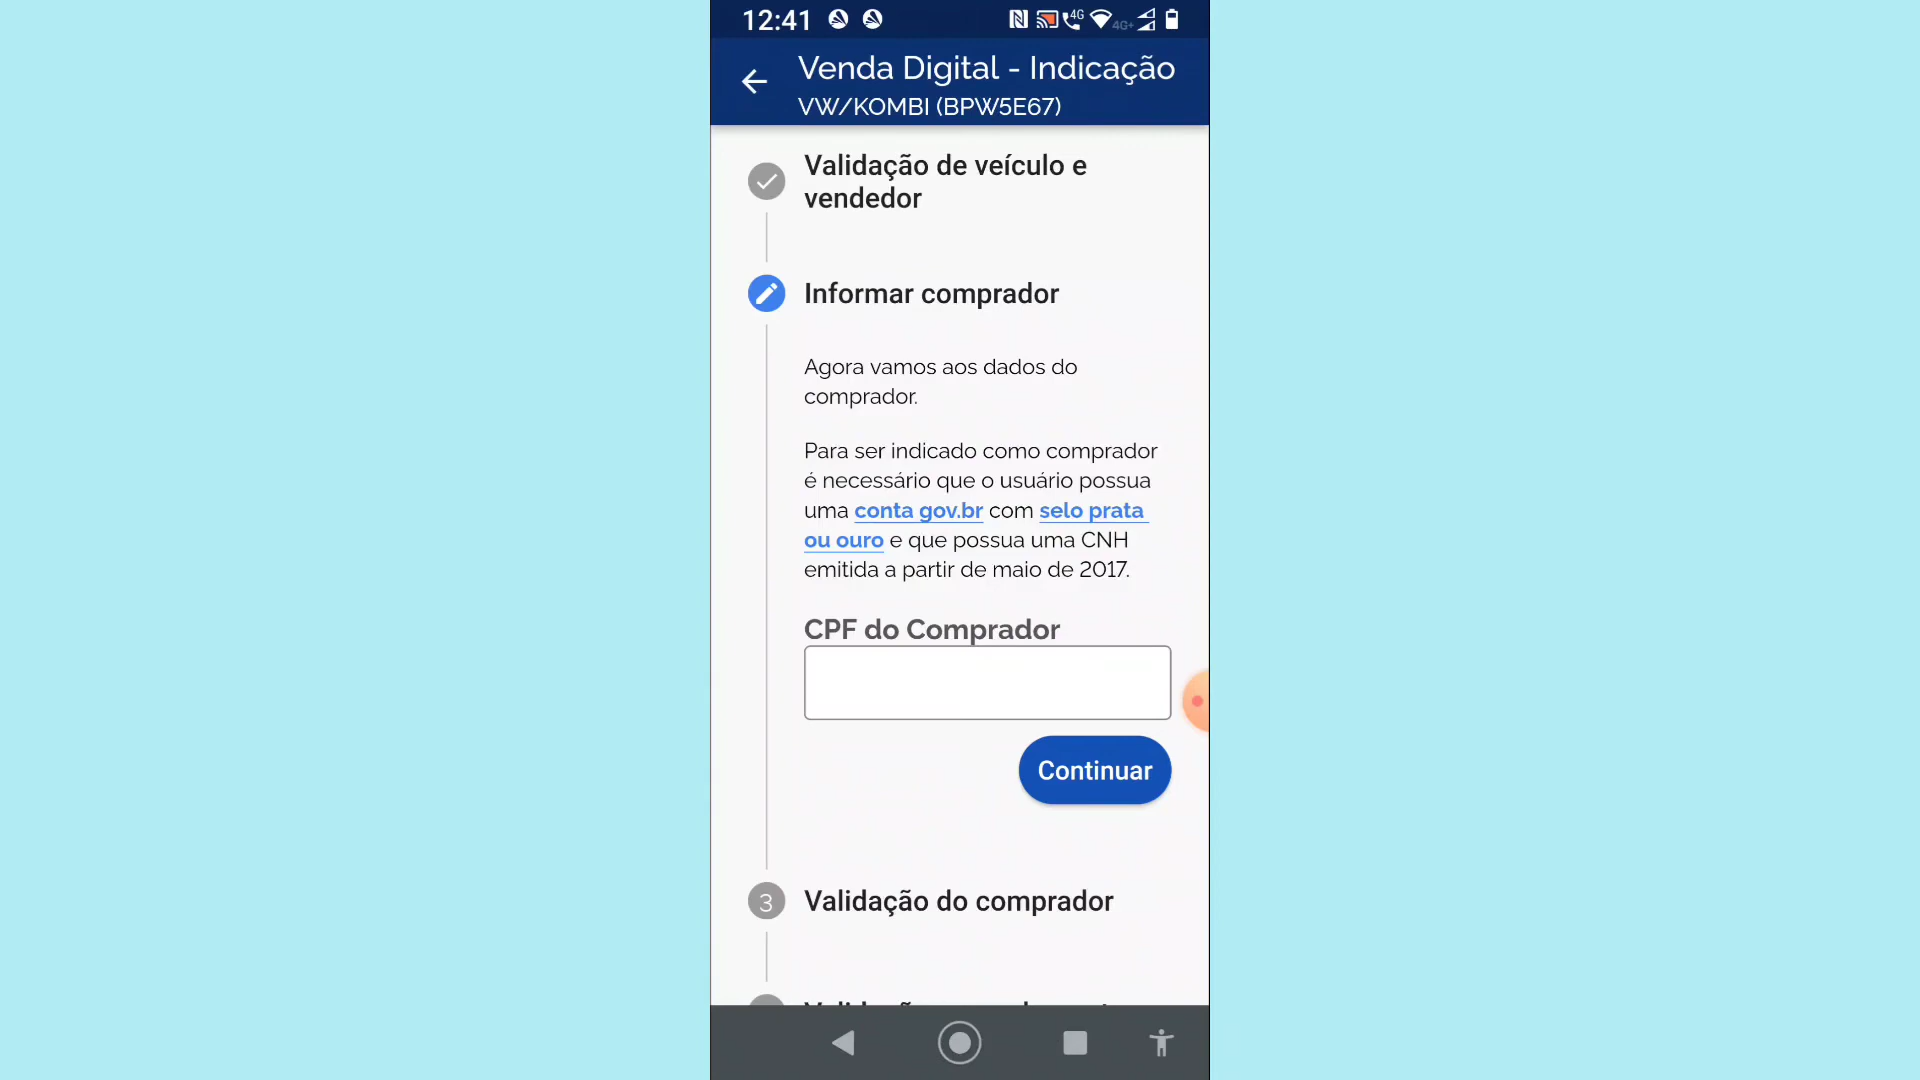 12:41
4G
4G+
Venda Digital - Indicação
VW/KOMBI (BPW5E67)
Validação de veículo e
vendedor
Informar comprador
Agora vamos aos dados do
comprador.
Para ser indicado como comprador
é necessário que o usuário possua
uma conta gov.br com selo prata
ou ouro e que possua uma CNH
emitida a partir de maio de 2017.
CPF do Comprador
Continuar
3
Validação do comprador